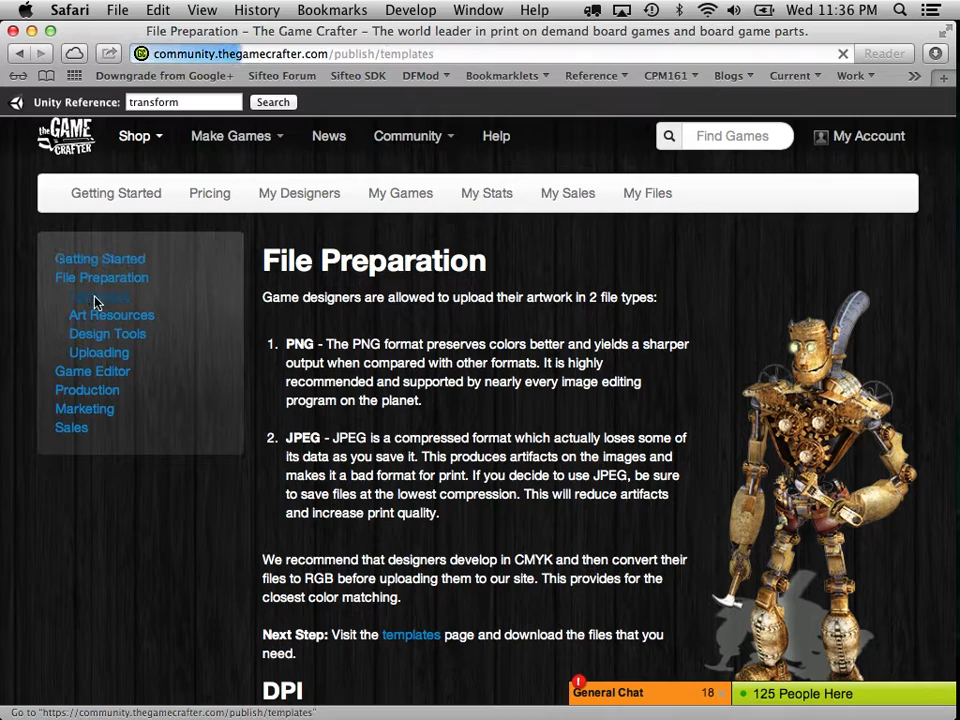 Safari File Edit View History Bookmarks Develop Window Help Wed 11:36 PM
File Preparation – The Game Crafter – The world leader in print on demand board games and board game parts.
community.thegamecrafter.com/publish/templates Reader
Downgrade from Google+ Sifteo Forum Sifteo SDK DFMod Bookmarklets Reference CPM161 Blogs Current Work
Unity Reference: transform Search
the GAME CRAFTER
Shop Make Games News Community Help Find Games My Account
Getting Started Pricing My Designers My Games My Stats My Sales My Files
Getting Started
File Preparation
Art Resources
Design Tools
Uploading
Game Editor
Production
Marketing
Sales
File Preparation
Game designers are allowed to upload their artwork in 2 file types:
1. PNG - The PNG format preserves colors better and yields a sharper
output when compared with other formats. It is highly
recommended and supported by nearly every image editing
program on the planet.
2. JPEG - JPEG is a compressed format which actually loses some of
its data as you save it. This produces artifacts on the images and
makes it a bad format for print. If you decide to use JPEG, be sure
to save files at the lowest compression. This will reduce artifacts
and increase print quality.
We recommend that designers develop in CMYK and then convert their
files to RGB before uploading them to our site. This provides for the
closest color matching.
Next Step: Visit the templates page and download the files that you
need.
DPI
! General Chat 18 125 People Here
Go to "https://community.thegamecrafter.com/publish/templates"